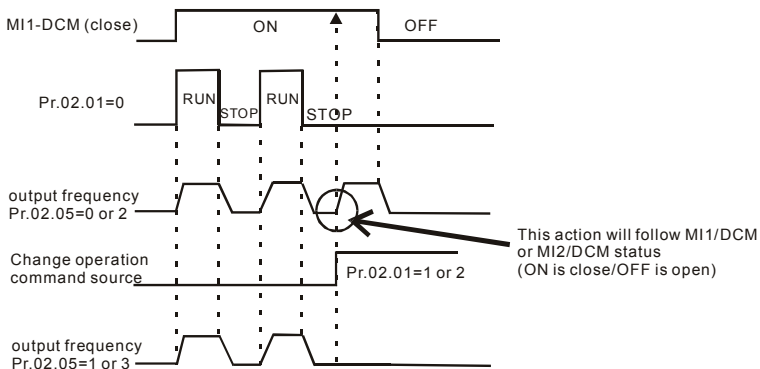 MI1-DCM (close)
ON
OFF
Pr.02.01=0
RUN
STOP
RUN
STOP
output frequency
Pr.02.05=0 or 2
This action will follow MI1/DCM
or MI2/DCM status
(ON is close/OFF is open)
Change operation
command source
Pr.02.01=1 or 2
output frequency
Pr.02.05=1 or 3